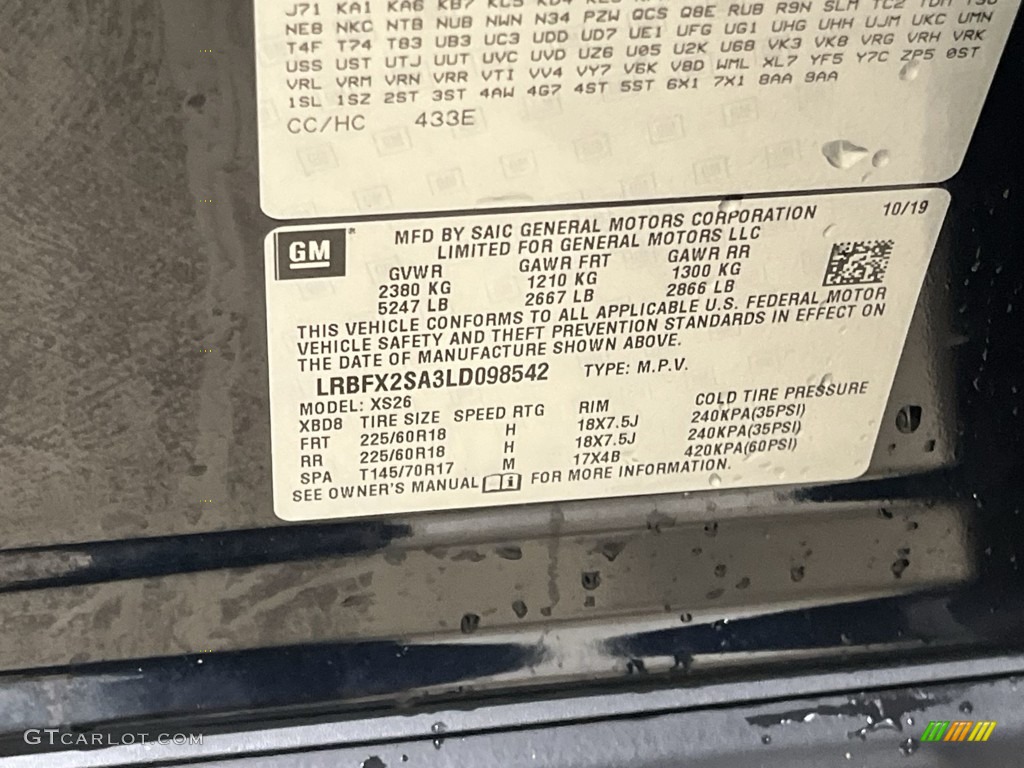 J71 KA1 KA6 KB7
NE8 NKC NTB NUB NWN N34 PZW QCS Q8E RUB R9N SLM TC2
T4F T74 T83 UB3 UC3 UDD UD7 UE1 UFG UG1 UHG UHH UJM UKC UMN
USS UST UTJ UUT UVC UVD UZ6 U05 U2K U68 VK3 VK8 VRG VRH VRK
VRL VRM VRN VRR VTI VV4 VY7 V6K V8D WML XL7 YF5 Y7C ZP5 0ST
1SL 1SZ 2ST 3ST 4AW 4G7 4ST 5ST 6X1 7X1 8AA 9AA
CC/HC 433E
GM
MFD BY SAIC GENERAL MOTORS CORPORATION 10/19
LIMITED FOR GENERAL MOTORS LLC
GVWR GAWR FRT GAWR RR
2380 KG 1210 KG 1300 KG
5247 LB 2667 LB 2866 LB
THIS VEHICLE CONFORMS TO ALL APPLICABLE U.S. FEDERAL MOTOR
VEHICLE SAFETY AND THEFT PREVENTION STANDARDS IN EFFECT ON
THE DATE OF MANUFACTURE SHOWN ABOVE.
LRBFX2SA3LD098542 TYPE: M.P.V.
MODEL: XS26
XBD8 TIRE SIZE SPEED RTG RIM COLD TIRE PRESSURE
FRT 225/60R18 H 18X7.5J 240KPA(35PSI)
RR 225/60R18 H 18X7.5J 240KPA(35PSI)
SPA T145/70R17 M 17X4B 420KPA(60PSI)
SEE OWNER'S MANUAL i FOR MORE INFORMATION.
GTcarlot.com